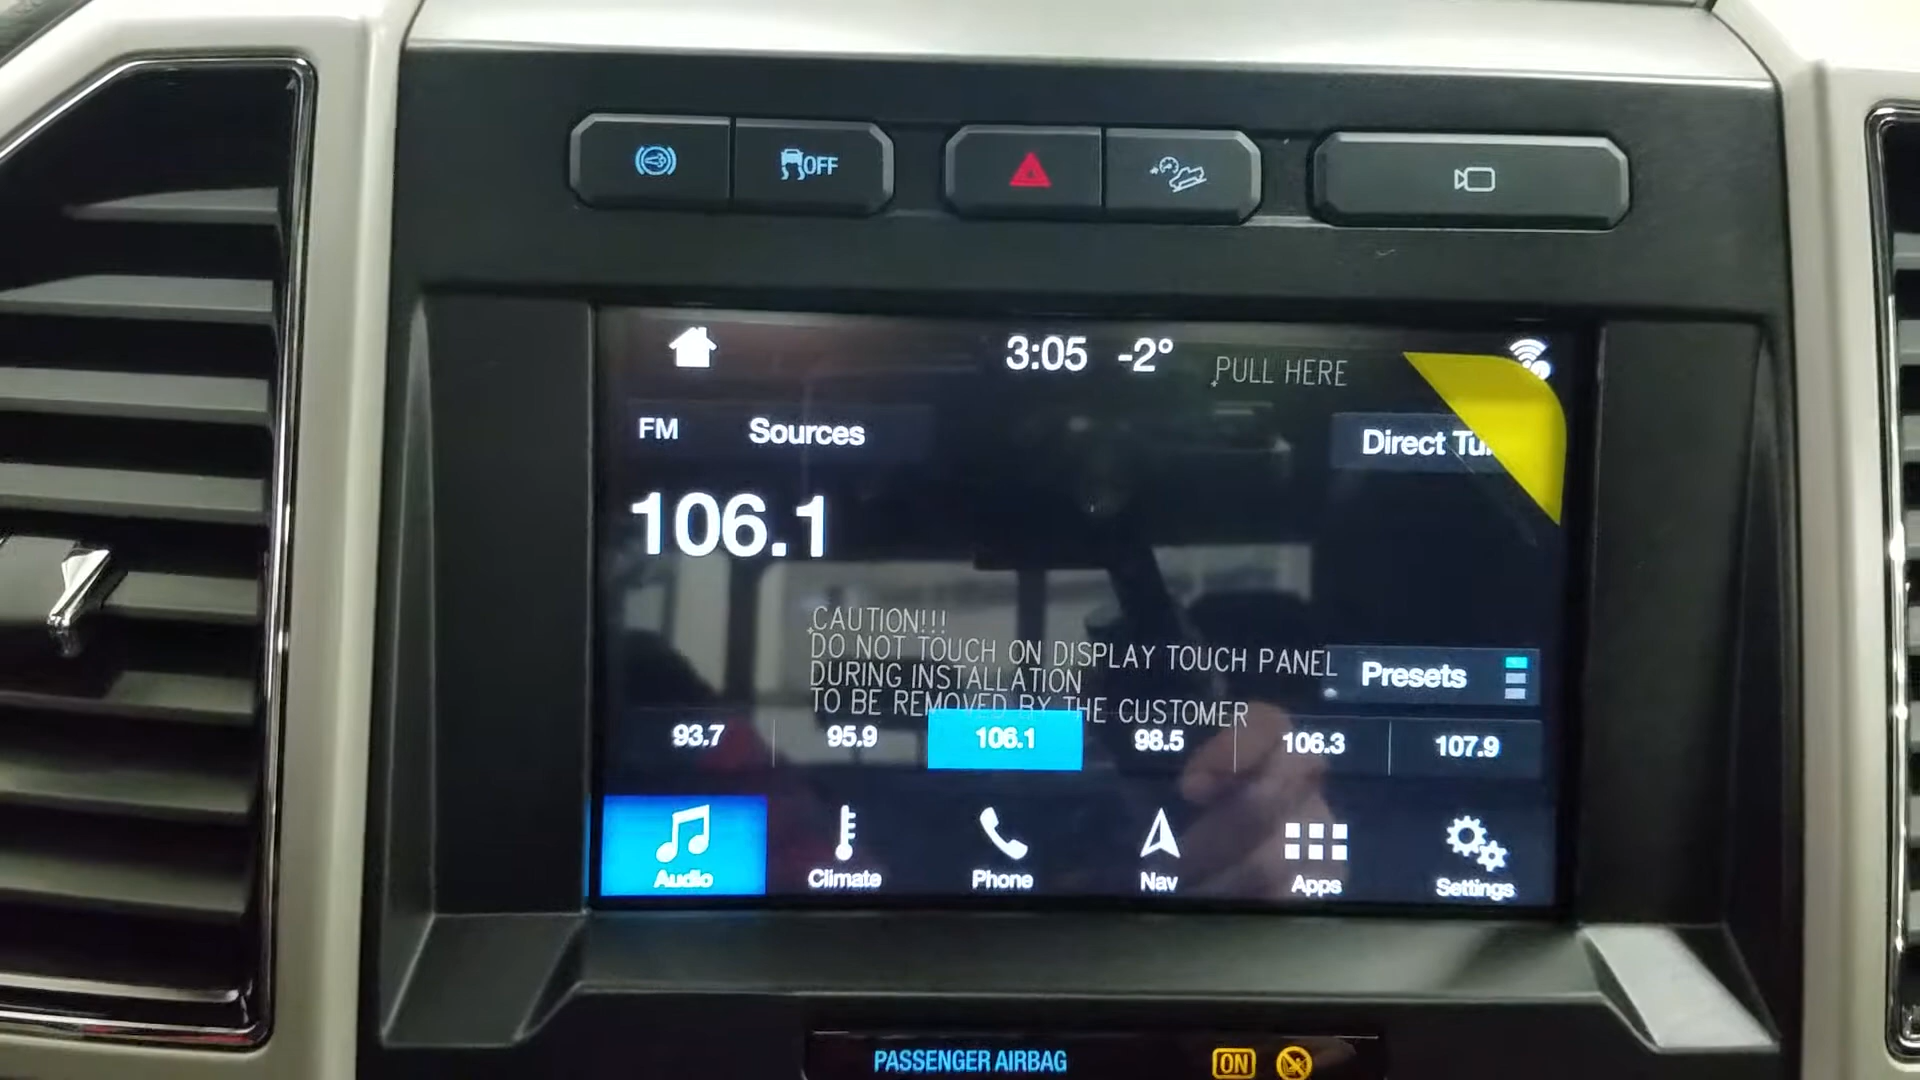 OFF
3:05 -2°
PULL HERE
FM Sources
Direct Tu
106.1
CAUTION!!!
DO NOT TOUCH ON DISPLAY TOUCH PANEL
DURING INSTALLATION
TO BE REMOVED BY THE CUSTOMER
Presets
93.7 95.9 106.1 98.5 106.3 107.9
Audio Climate Phone Nav Apps Settings
PASSENGER AIRBAG ON